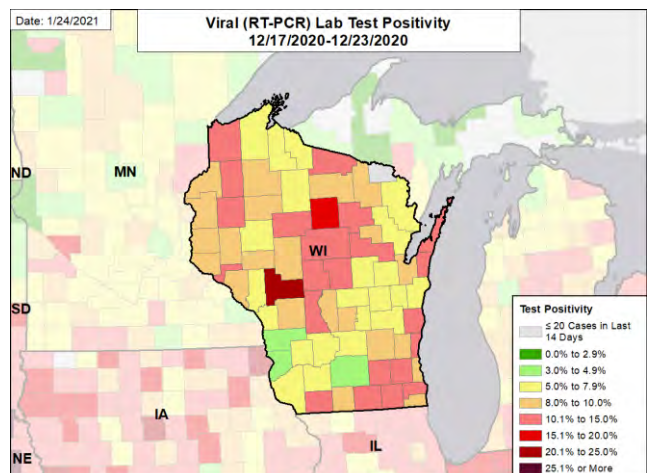 Date: 1/24/2021
Viral (RT-PCR) Lab Test Positivity
12/17/2020-12/23/2020
ND
MN
WI
SD
IA
NE
IL
Test Positivity
≤ 20 Cases in Last
14 Days
0.0% to 2.9%
3.0% to 4.9%
5.0% to 7.9%
8.0% to 10.0%
10.1% to 15.0%
15.1% to 20.0%
20.1% to 25.0%
25.1% or More